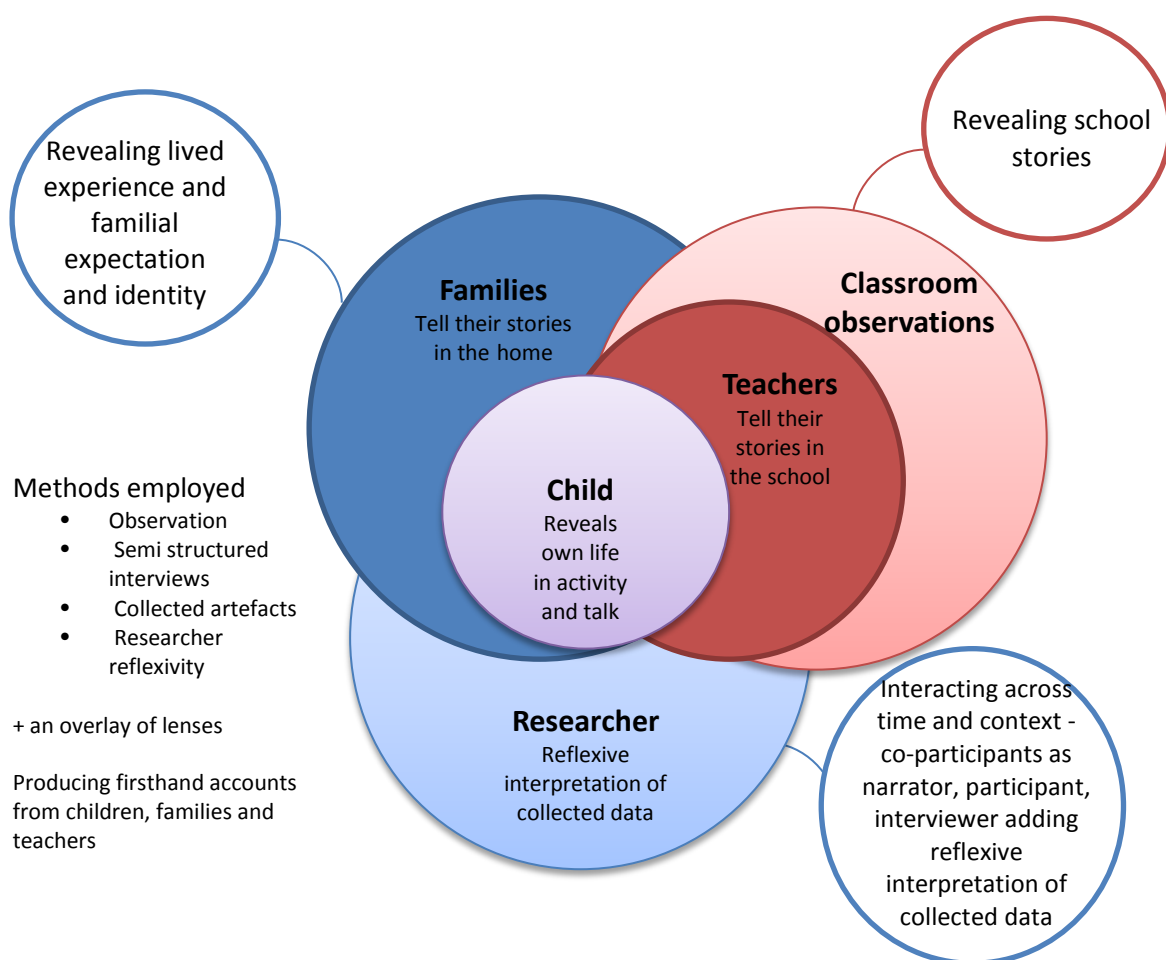 Revealing lived
experience and
familial
expectation
and identity
Revealing school
stories
Families
Tell their stories
in the home
Classroom
observations
Teachers
Tell their
stories in
the school
Child
Reveals
own life
in activity
and talk
Methods employed
• Observation
• Semi structured
interviews
• Collected artefacts
• Researcher
reflexivity
+ an overlay of lenses
Producing firsthand accounts
from children, families and
teachers
Researcher
Reflexive
interpretation of
collected data
Interacting across
time and context -
co-participants as
narrator, participant,
interviewer adding
reflexive
interpretation of
collected data